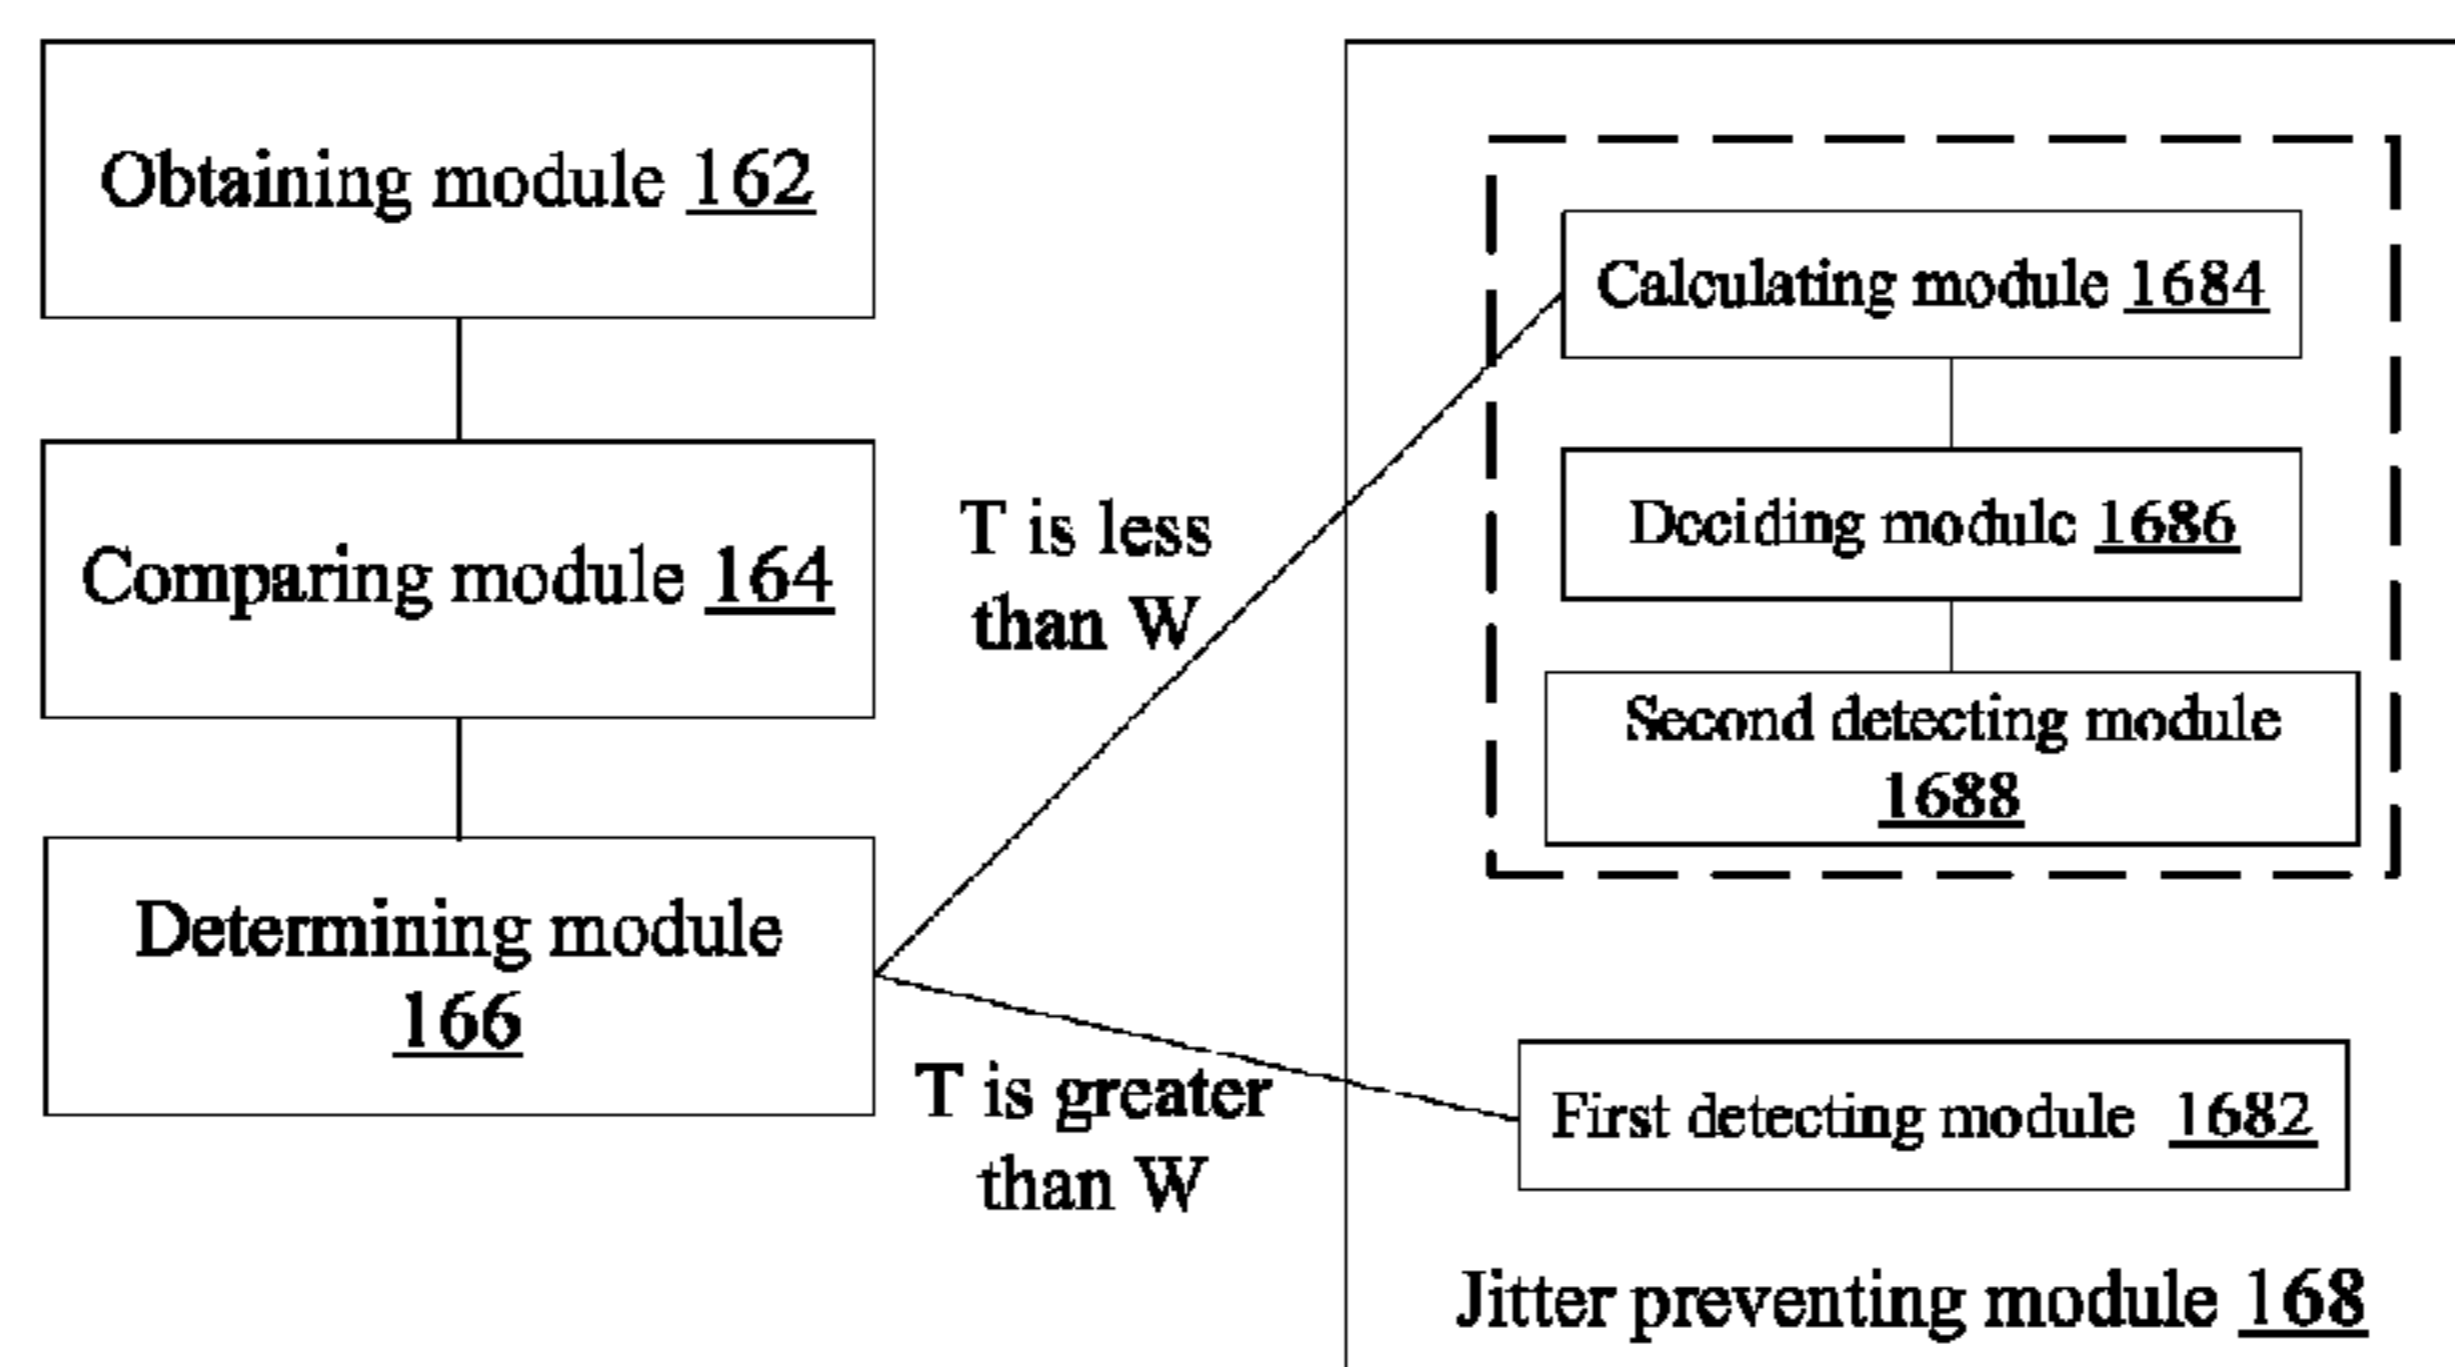 Obtaining module 162
Comparing module 164
Determining module
166
T is less
than W
T is greater
than W
Calculating module 1684
Deciding module 1686
Second detecting module
1688
First detecting module 1682
Jitter preventing module 168